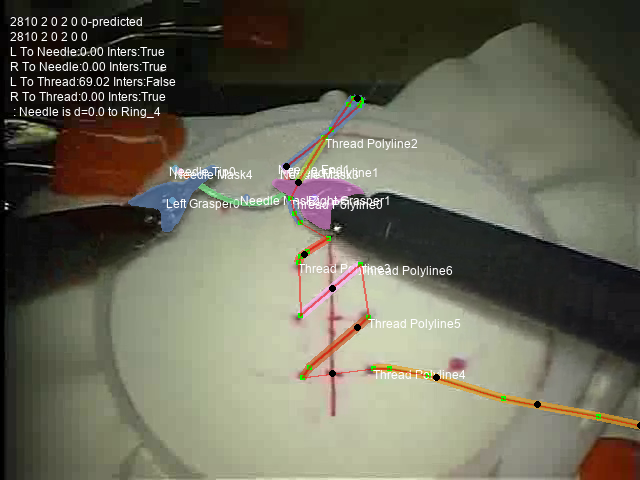 2810 2 0 2 0 0-predicted
2810 2 0 2 0 0
L To Needle:0.00 Inters:True
R To Needle:0.00 Inters:True
L To Thread:69.02 Inters:False
R To Thread:0.00 Inters:True
: Needle is d=0.0 to Ring_4
Thread Polyline2
Needle Mask4
Left Grasper0
Thread Polyline0
Thread Polyline3
Thread Polyline6
Thread Polyline5
Thread Polyline4